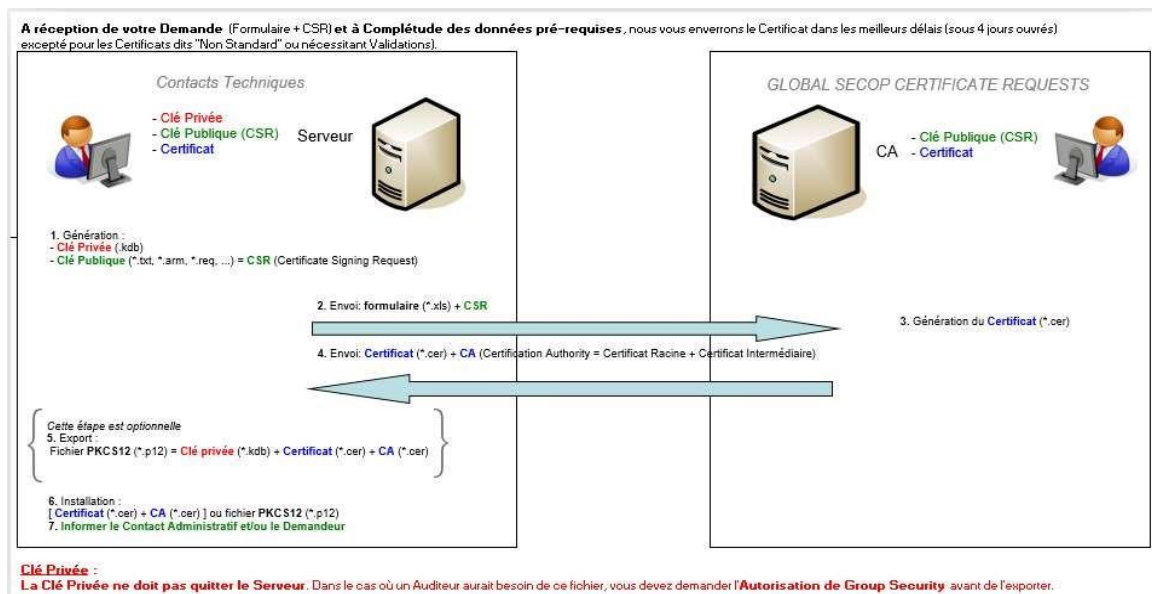 A réception de votre Demande (Formulaire + CSR) et à Complétude des données pré-requises, nous vous enverrons le Certificat dans les meilleurs délais (sous 4 jours ouvrés)
excepté pour les Certificats dits "Non Standard" ou nécessitant Validations).
Contacts Techniques
- Clé Privée
- Clé Publique (CSR)
- Certificat
Serveur
GLOBAL SECOP CERTIFICATE REQUESTS
CA
- Clé Publique (CSR)
- Certificat
1. Génération :
- Clé Privée (.kdb)
- Clé Publique (*.txt, *.arm, *.req, ...) = CSR (Certificate Signing Request)
2. Envoi: formulaire (*.xls) + CSR
3. Génération du Certificat (*.cer)
4. Envoi: Certificat (*.cer) + CA (Certification Authority = Certificat Racine + Certificat Intermédiaire)
Cette étape est optionnelle
5. Export :
Fichier PKCS12 (*.p12) = Clé privée (*.kdb) + Certificat (*.cer) + CA (*.cer)
6. Installation :
[ Certificat (*.cer) + CA (*.cer) ] ou fichier PKCS12 (*.p12)
7. Informer le Contact Administratif et/ou le Demandeur
Clé Privée :
La Clé Privée ne doit pas quitter le Serveur. Dans le cas où un Auditeur aurait besoin de ce fichier, vous devez demander l'Autorisation de Group Security avant de l'exporter.